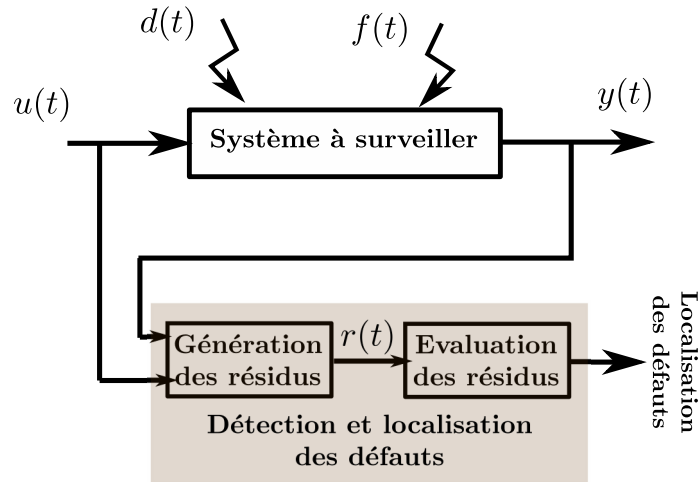 d(t)
f(t)
u(t)
y(t)
Système à surveiller
Génération
des résidus
r(t)
Evaluation
des résidus
Localisation
des défauts
Détection et localisation
des défauts